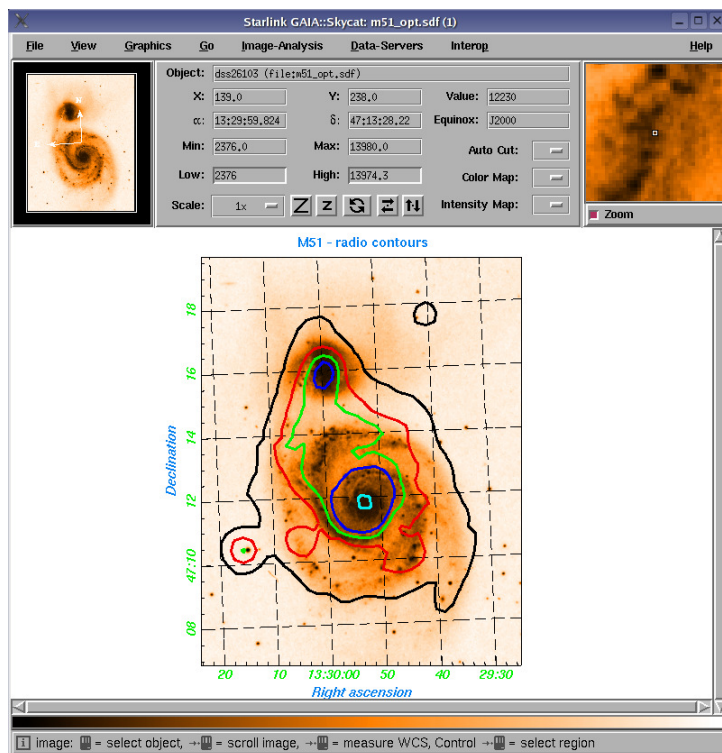 Starlink GAIA::Skycat: m51_opt.sdf (1)
File View Graphics Go Image-Analysis Data-Servers Interop Help
Object: dss26103 (file:m51_opt.sdf)
X: 139.0 Y: 238.0 Value: 12230
α: 13:29:59.824 δ: 47:13:28.22 Equinox: J2000
Min: 2376.0 Max: 13980.0 Auto Cut:
Low: 2376 High: 13974.3 Color Map:
Scale: 1x Z z Intensity Map:
Zoom
M51 - radio contours
18
16
14
12
47:10
08
Declination
20 10 13:30:00 50 40 29:30
Right ascension
image: = select object, = scroll image, = measure WCS, Control = select region